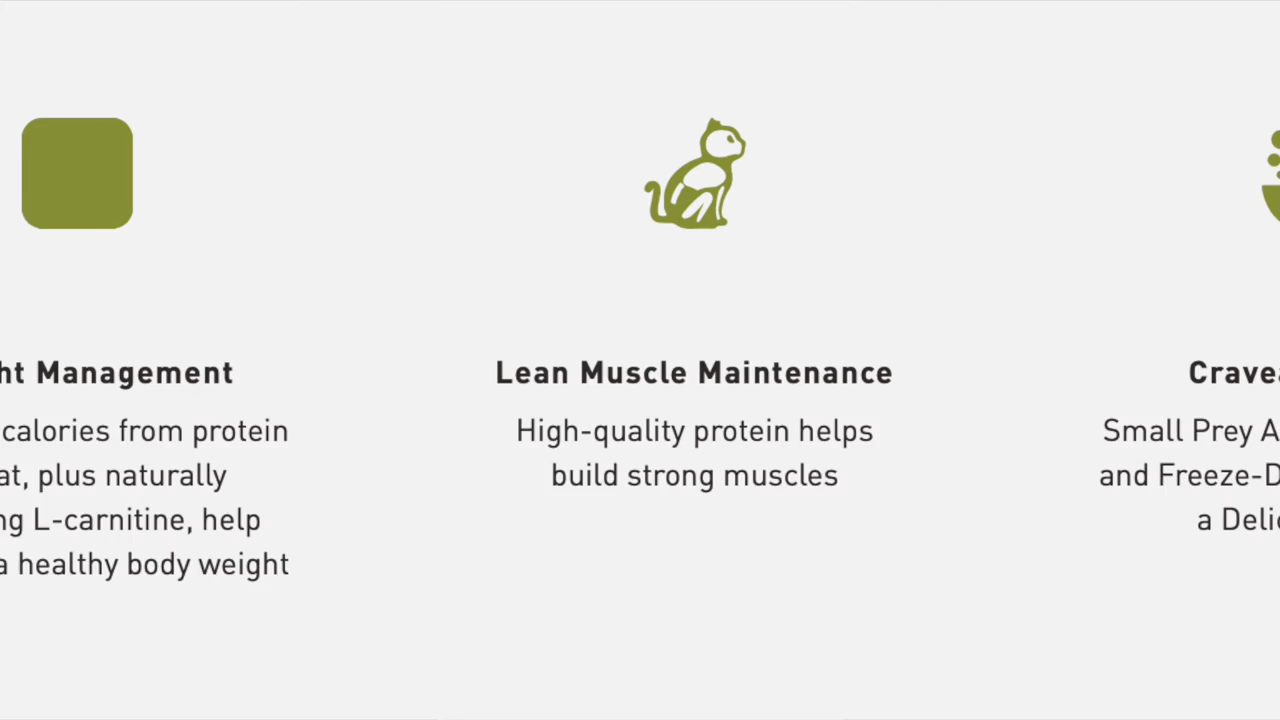 ht Management
calories from protein
at, plus naturally
ng L-carnitine, help
a healthy body weight
Lean Muscle Maintenance
High-quality protein helps
build strong muscles
Crave
Small Prey A
and Freeze-D
a Deli